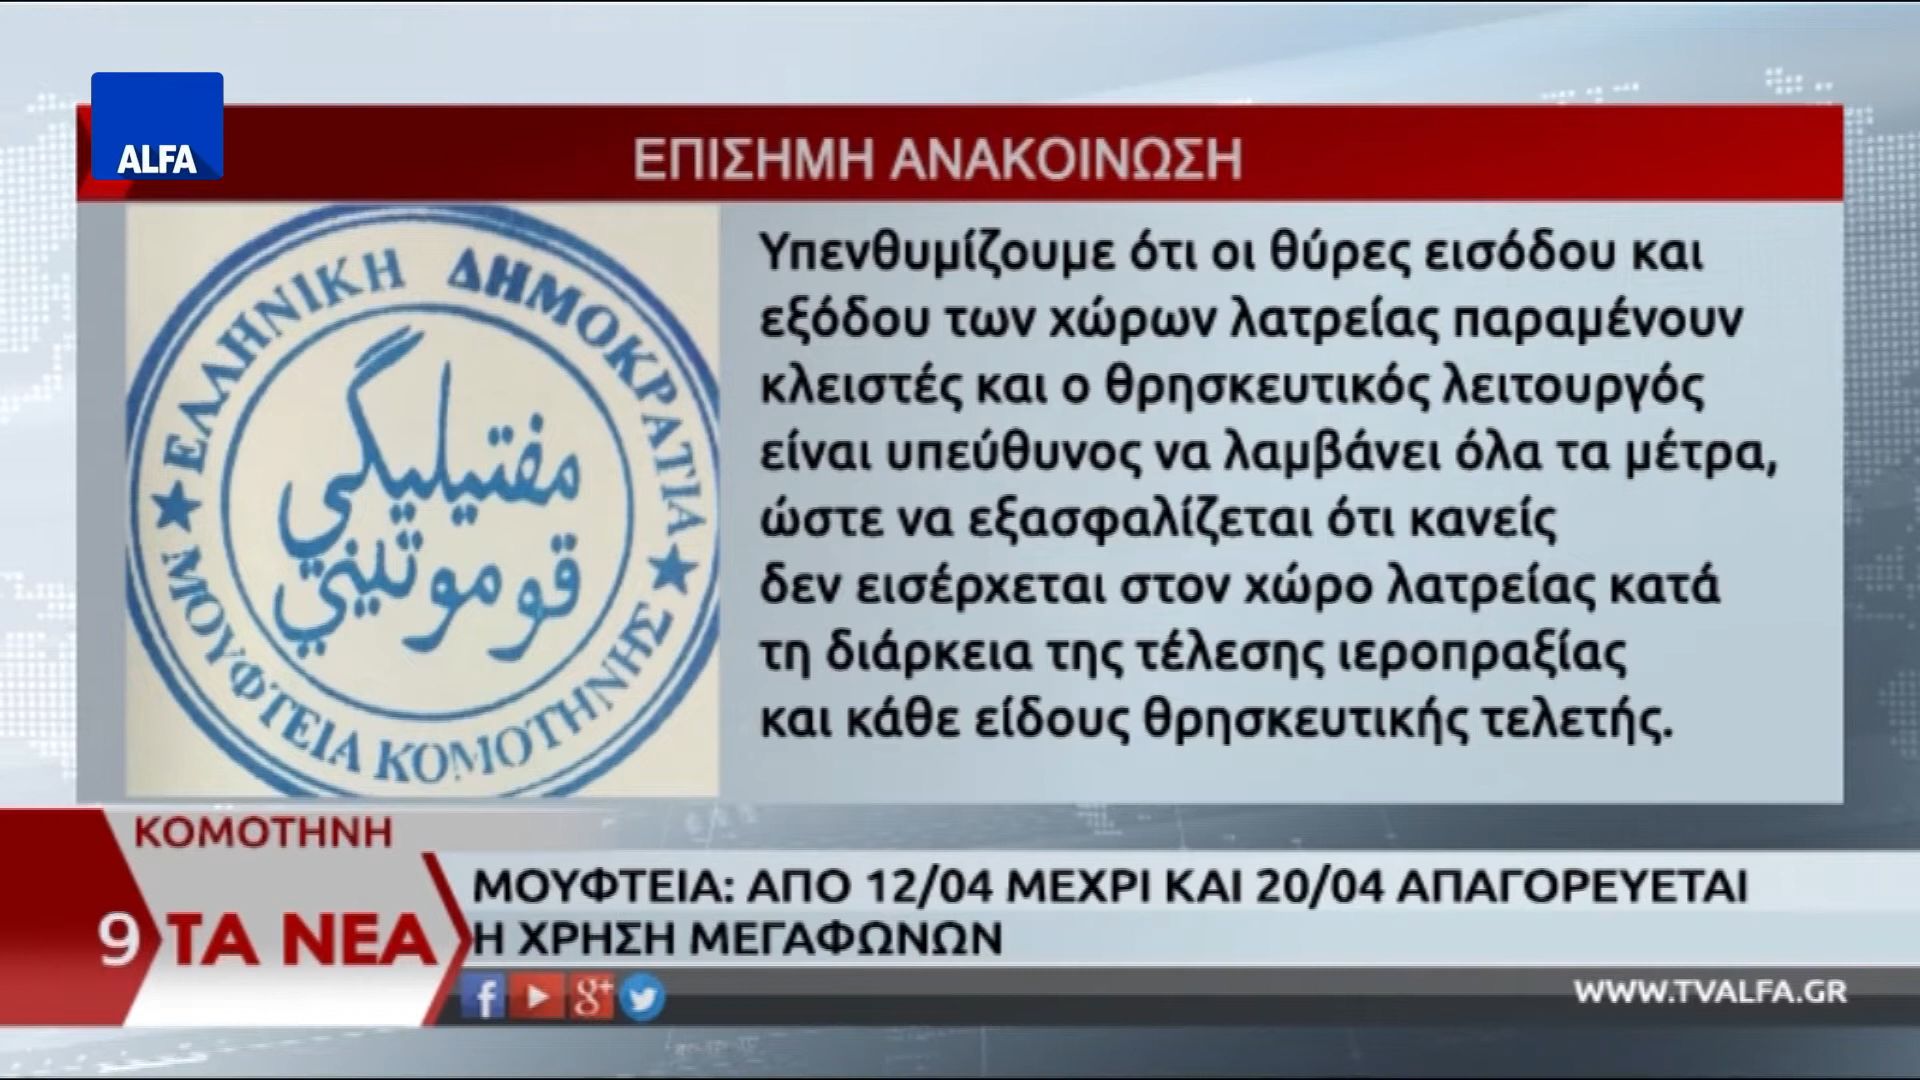 ALFA
ΕΠΙΣΗΜΗ ΑΝΑΚΟΙΝΩΣΗ
ΕΛΛΗΝΙΚΗ ΔΗΜΟΚΡΑΤΙΑ
مفتيليگي
قوموتيني
ΜΟΥΦΤΕΙΑ ΚΟΜΟΤΗΝΗΣ
Υπενθυμίζουμε ότι οι θύρες εισόδου και
εξόδου των χώρων λατρείας παραμένουν
κλειστές και ο θρησκευτικός λειτουργός
είναι υπεύθυνος να λαμβάνει όλα τα μέτρα,
ώστε να εξασφαλίζεται ότι κανείς
δεν εισέρχεται στον χώρο λατρείας κατά
τη διάρκεια της τέλεσης ιεροπραξίας
και κάθε είδους θρησκευτικής τελετής.
ΚΟΜΟΤΗΝΗ
9 ΤΑ ΝΕΑ
ΜΟΥΦΤΕΙΑ: ΑΠΟ 12/04 ΜΕΧΡΙ ΚΑΙ 20/04 ΑΠΑΓΟΡΕΥΕΤΑΙ
Η ΧΡΗΣΗ ΜΕΓΑΦΩΝΩΝ
WWW.TVALFA.GR